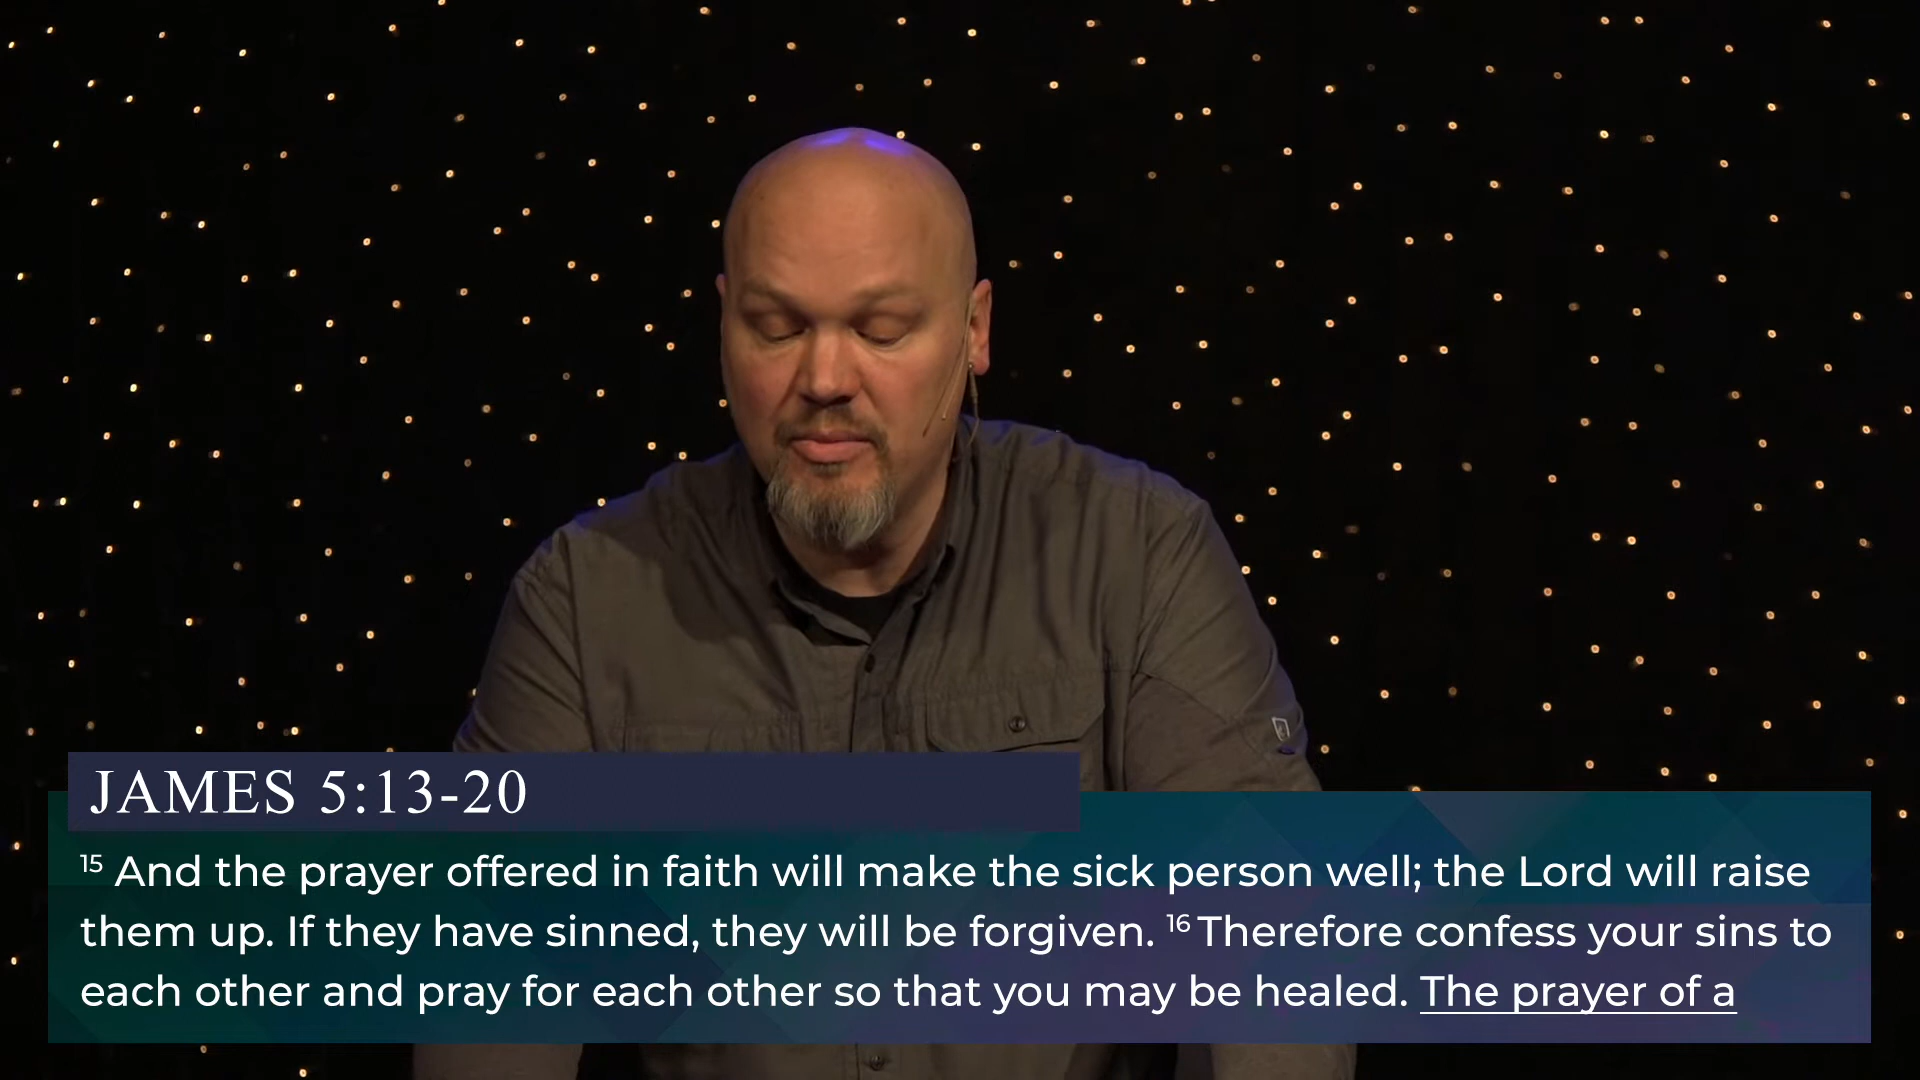 JAMES 5:13-20
15 And the prayer offered in faith will make the sick person well; the Lord will raise
them up. If they have sinned, they will be forgiven. 16 Therefore confess your sins to
each other and pray for each other so that you may be healed. The prayer of a